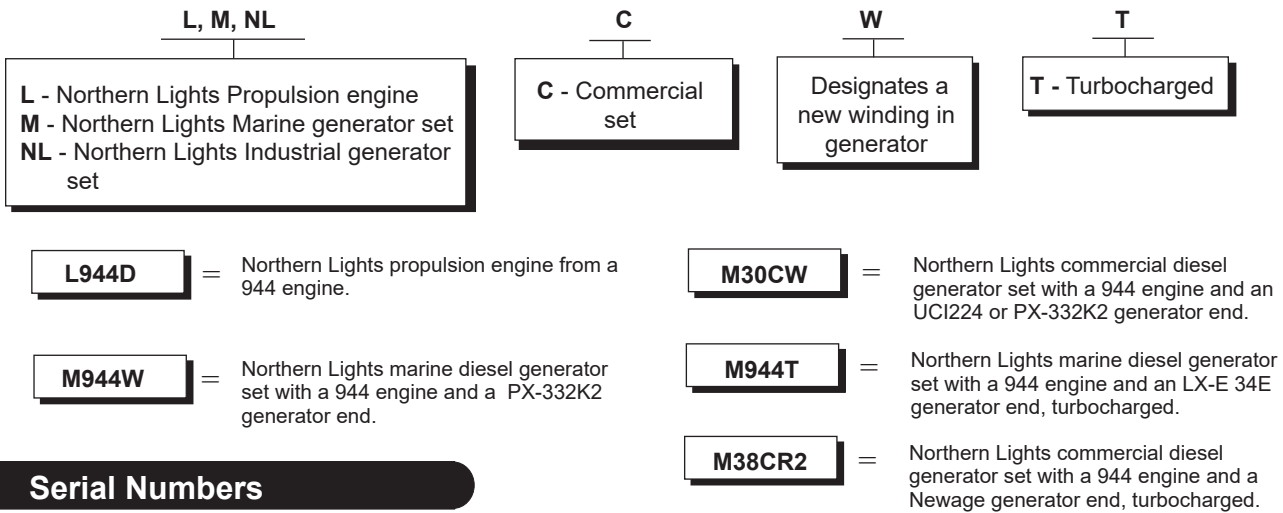 L, M, NL
C
W
T
L - Northern Lights Propulsion engine
M - Northern Lights Marine generator set
NL - Northern Lights Industrial generator
set
C - Commercial
set
Designates a
new winding in
generator
T - Turbocharged
L944D = Northern Lights propulsion engine from a
944 engine.
M944W = Northern Lights marine diesel generator
set with a 944 engine and a PX-332K2
generator end.
M30CW = Northern Lights commercial diesel
generator set with a 944 engine and an
UCI224 or PX-332K2 generator end.
M944T = Northern Lights marine diesel generator
set with a 944 engine and an LX-E 34E
generator end, turbocharged.
M38CR2 = Northern Lights commercial diesel
generator set with a 944 engine and a
Newage generator end, turbocharged.
Serial Numbers